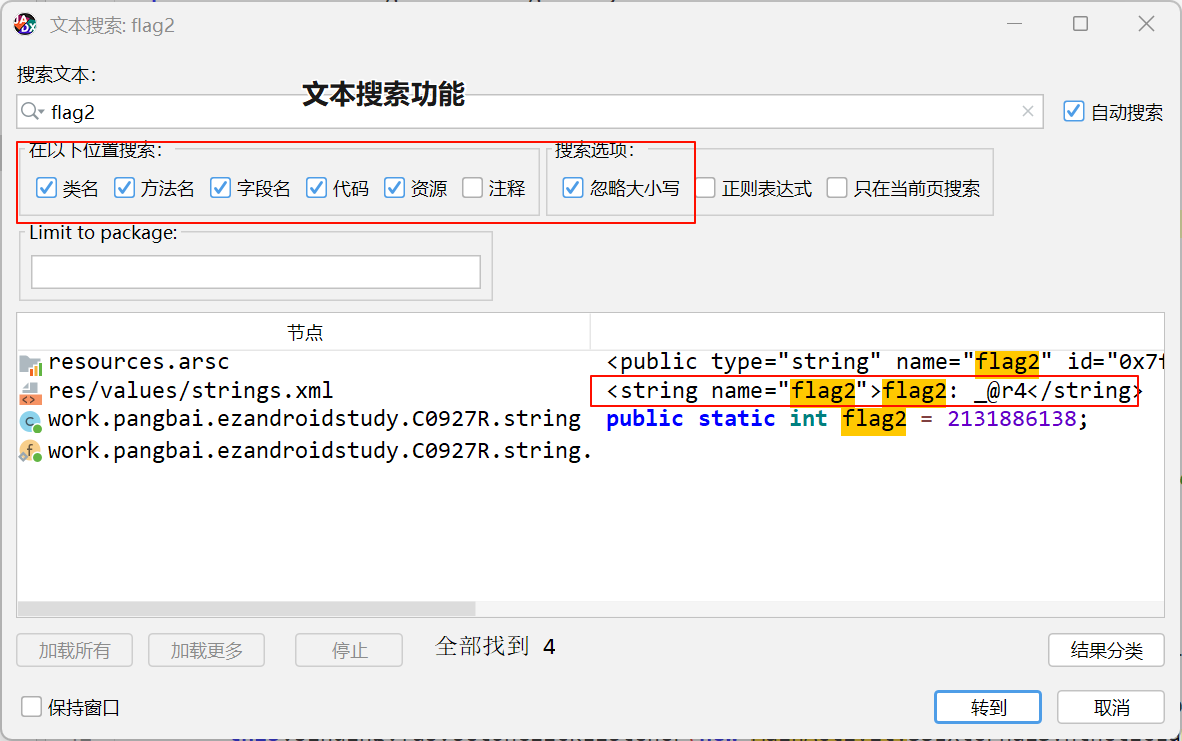 文本搜索: flag2
搜索文本:
文本搜索功能
flag2
自动搜索
在以下位置搜索:
搜索选项:
类名 方法名 字段名 代码 资源 注释 忽略大小写 正则表达式 只在当前页搜索
Limit to package:
节点
resources.arsc <public type="string" name="flag2" id="0x7f
res/values/strings.xml <string name="flag2">flag2: _@r4</string>
work.pangbai.ezandroidstudy.C0927R.string public static int flag2 = 2131886138;
work.pangbai.ezandroidstudy.C0927R.string.
加载所有 加载更多 停止 全部找到 4 结果分类
保持窗口 转到 取消